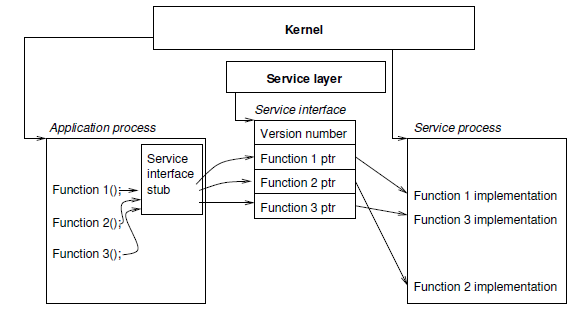 Kernel
Service layer
Application process
Service interface
Service process
Version number
Service
interface
stub
Function 1 ptr
Function 2 ptr
Function 3 ptr
Function 1();
Function 2();
Function 3();
Function 1 implementation
Function 3 implementation
Function 2 implementation